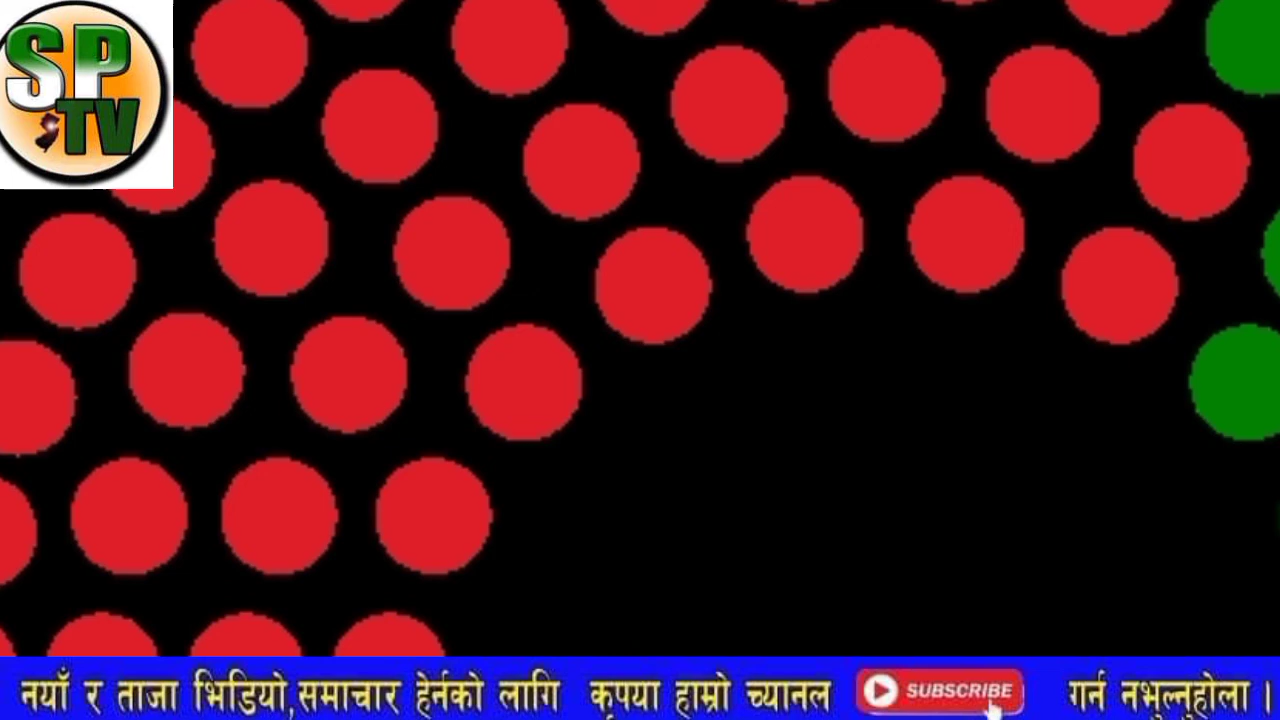 SP
TV
नयाँ र ताजा भिडियो,समाचार हेर्नको लागि कृपया हाम्रो च्यानल SUBSCRIBE गर्न नभुल्नुहोला ।